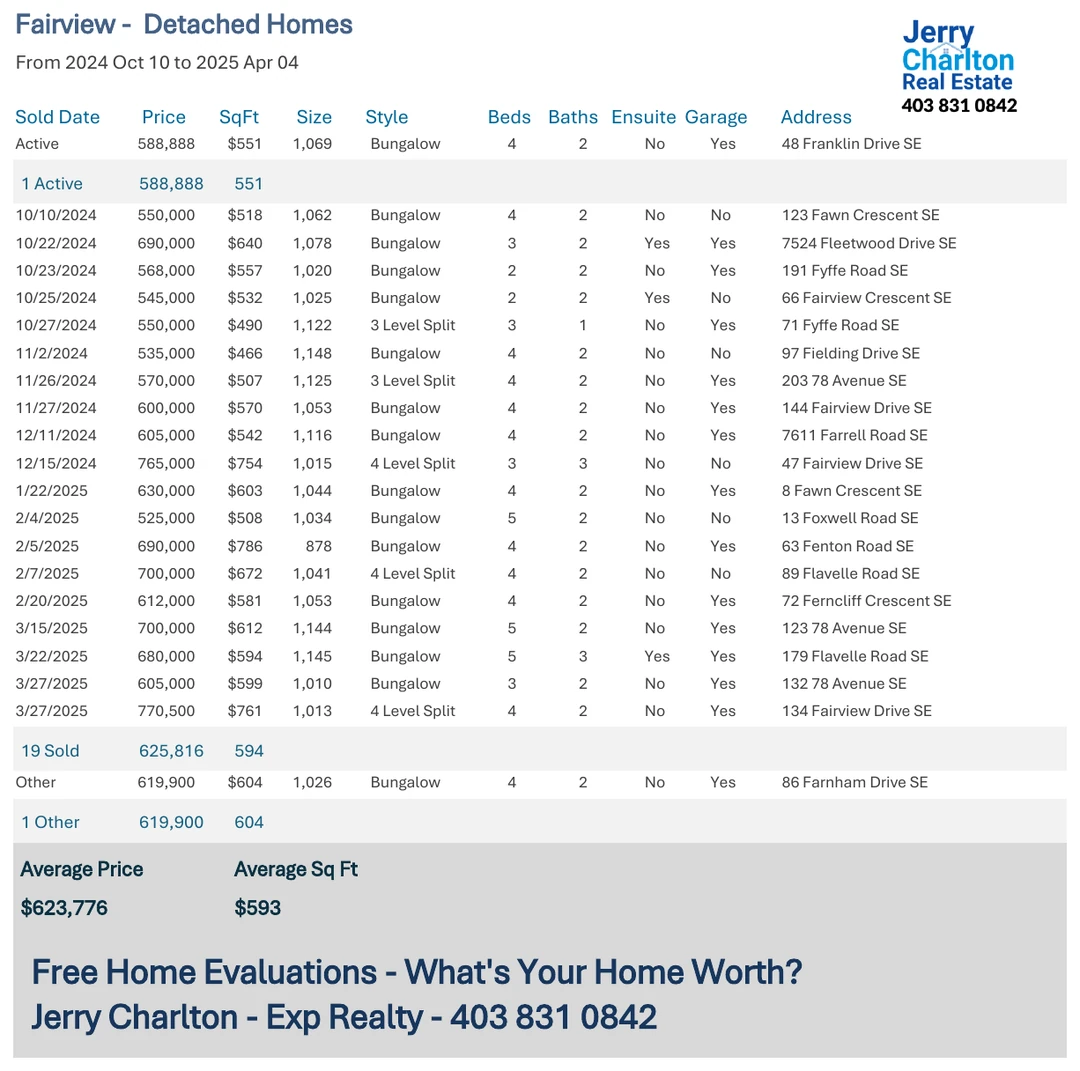 Fairview - Detached Homes
From 2024 Oct 10 to 2025 Apr 04
Jerry
Charlton
Real Estate
403 831 0842
Sold Date Price SqFt Size Style Beds Baths Ensuite Garage Address
Active 588,888 $551 1,069 Bungalow 4 2 No Yes 48 Franklin Drive SE
1 Active 588,888 551
10/10/2024 550,000 $518 1,062 Bungalow 4 2 No No 123 Fawn Crescent SE
10/22/2024 690,000 $640 1,078 Bungalow 3 2 Yes Yes 7524 Fleetwood Drive SE
10/23/2024 568,000 $557 1,020 Bungalow 2 2 No Yes 191 Fyffe Road SE
10/25/2024 545,000 $532 1,025 Bungalow 2 2 Yes No 66 Fairview Crescent SE
10/27/2024 550,000 $490 1,122 3 Level Split 3 1 No Yes 71 Fyffe Road SE
11/2/2024 535,000 $466 1,148 Bungalow 4 2 No No 97 Fielding Drive SE
11/26/2024 570,000 $507 1,125 3 Level Split 4 2 No Yes 203 78 Avenue SE
11/27/2024 600,000 $570 1,053 Bungalow 4 2 No Yes 144 Fairview Drive SE
12/11/2024 605,000 $542 1,116 Bungalow 4 2 No Yes 7611 Farrell Road SE
12/15/2024 765,000 $754 1,015 4 Level Split 3 3 No No 47 Fairview Drive SE
1/22/2025 630,000 $603 1,044 Bungalow 4 2 No Yes 8 Fawn Crescent SE
2/4/2025 525,000 $508 1,034 Bungalow 5 2 No No 13 Foxwell Road SE
2/5/2025 690,000 $786 878 Bungalow 4 2 No Yes 63 Fenton Road SE
2/7/2025 700,000 $672 1,041 4 Level Split 4 2 No No 89 Flavelle Road SE
2/20/2025 612,000 $581 1,053 Bungalow 4 2 No Yes 72 Ferncliff Crescent SE
3/15/2025 700,000 $612 1,144 Bungalow 5 2 No Yes 123 78 Avenue SE
3/22/2025 680,000 $594 1,145 Bungalow 5 3 Yes Yes 179 Flavelle Road SE
3/27/2025 605,000 $599 1,010 Bungalow 3 2 No Yes 132 78 Avenue SE
3/27/2025 770,500 $761 1,013 4 Level Split 4 2 No Yes 134 Fairview Drive SE
19 Sold 625,816 594
Other 619,900 $604 1,026 Bungalow 4 2 No Yes 86 Farnham Drive SE
1 Other 619,900 604
Average Price Average Sq Ft
$623,776 $593
Free Home Evaluations - What's Your Home Worth?
Jerry Charlton - Exp Realty - 403 831 0842